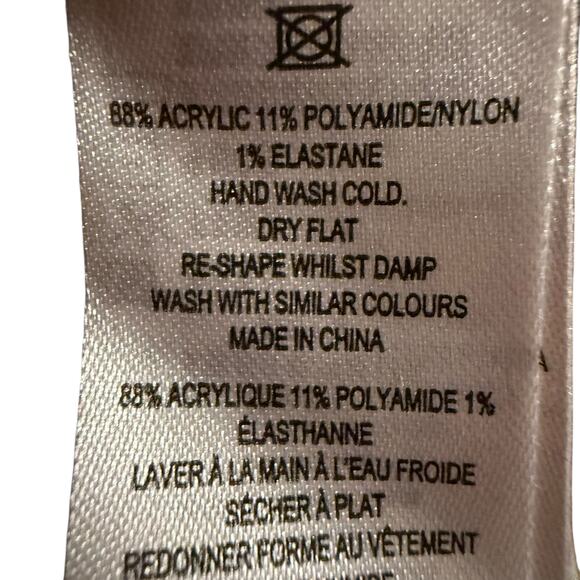 88% ACRYLIC 11% POLYAMIDE/NYLON
1% ELASTANE
HAND WASH COLD.
DRY FLAT
RE-SHAPE WHILST DAMP
WASH WITH SIMILAR COLOURS
MADE IN CHINA
88% ACRYLIQUE 11% POLYAMIDE 1%
ÉLASTHANNE
LAVER À LA MAIN À L'EAU FROIDE
SÉCHER À PLAT
REDONNER FORME AU VÊTEMENT